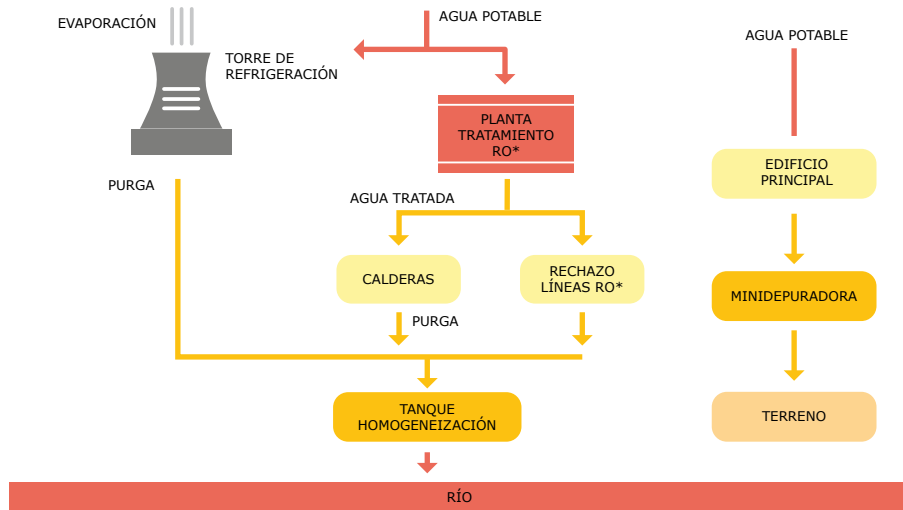 EVAPORACIÓN
AGUA POTABLE
TORRE DE
REFRIGERACIÓN
PLANTA
TRATAMIENTO
RO*
PURGA
AGUA TRATADA
CALDERAS
RECHAZO
LÍNEAS RO*
PURGA
TANQUE
HOMOGENEIZACIÓN
AGUA POTABLE
EDIFICIO
PRINCIPAL
MINIDEPURADORA
TERRENO
RÍO